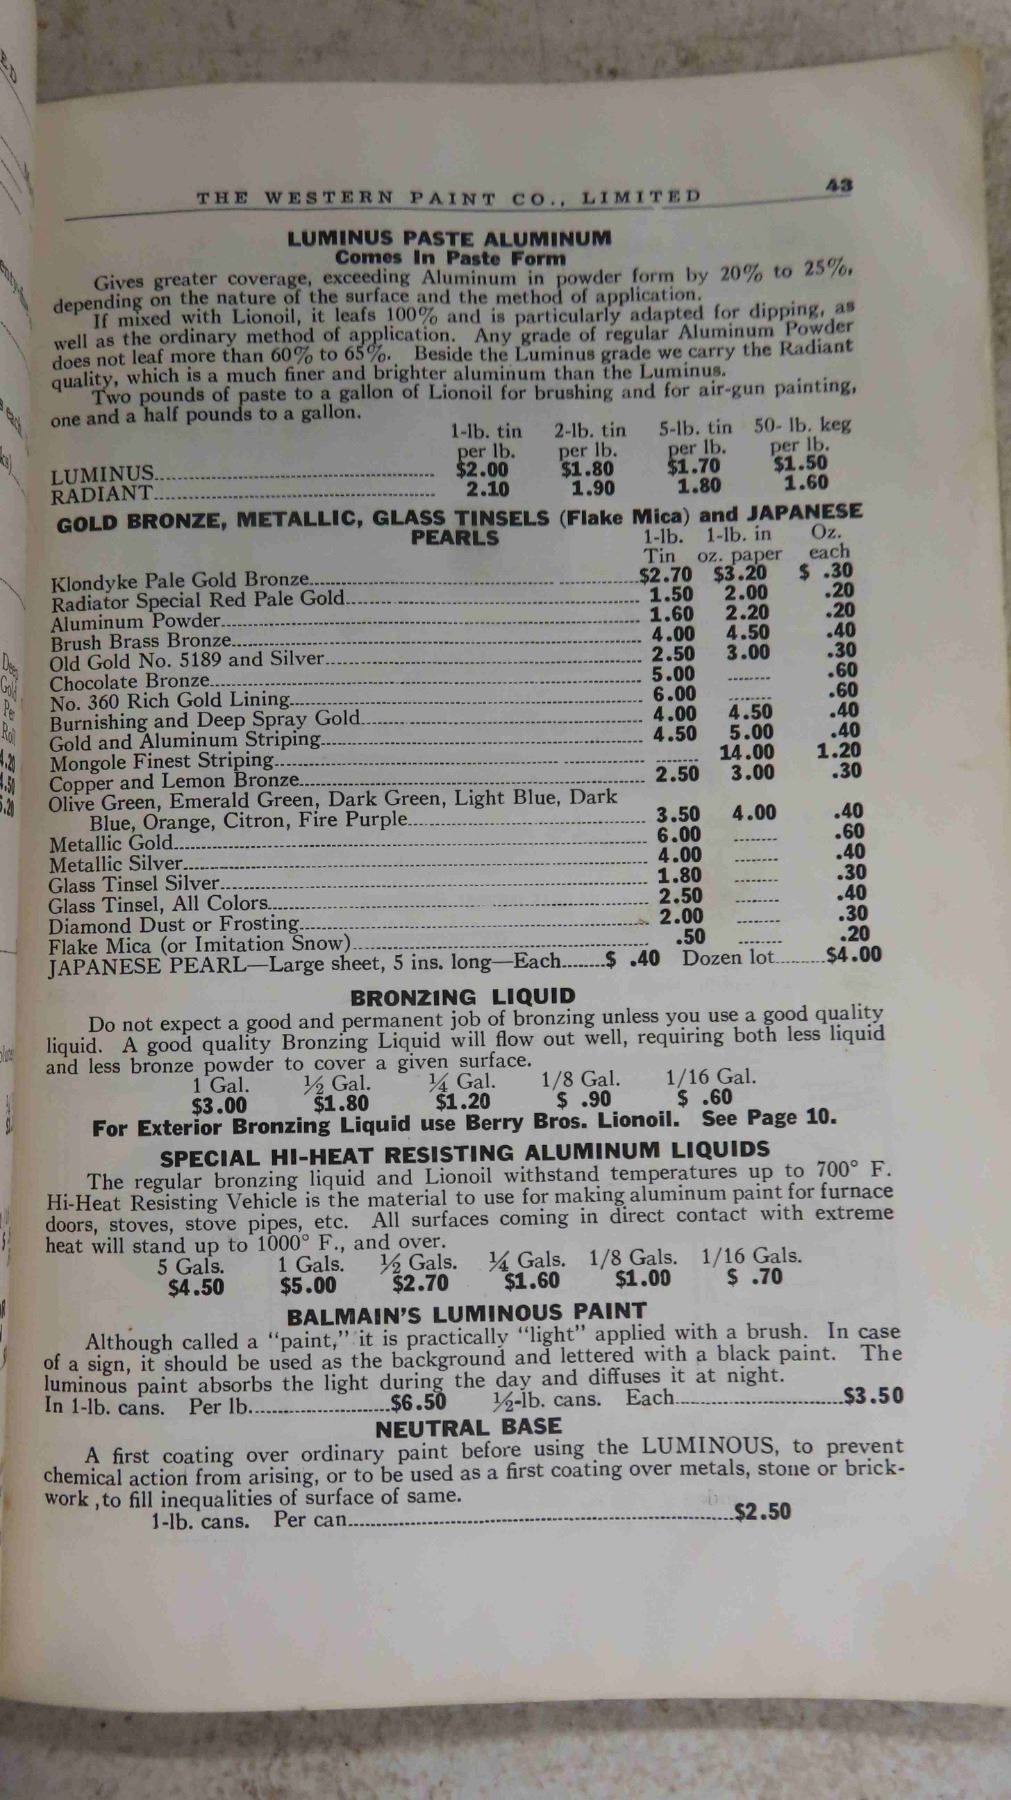 THE WESTERN PAINT CO., LIMITED 43
LUMINUS PASTE ALUMINUM
Comes In Paste Form
Gives greater coverage, exceeding Aluminum in powder form by 20% to 25%,
depending on the nature of the surface and the method of application.
If mixed with Lionoil, it leafs 100% and is particularly adapted for dipping, as
well as the ordinary method of application. Any grade of regular Aluminum Powder
does not leaf more than 60% to 65%. Beside the Luminus grade we carry the Radiant
quality, which is a much finer and brighter aluminum than the Luminus.
Two pounds of paste to a gallon of Lionoil for brushing and for air-gun painting,
one and a half pounds to a gallon.
1-lb. tin 2-lb. tin 5-lb. tin 50- lb. keg
per lb. per lb. per lb. per lb.
LUMINUS $2.00 $1.80 $1.70 $1.50
RADIANT 2.10 1.90 1.80 1.60
GOLD BRONZE, METALLIC, GLASS TINSELS (Flake Mica) and JAPANESE
PEARLS
1-lb. 1-lb. in Oz.
Tin oz. paper each
Klondyke Pale Gold Bronze $2.70 $3.20 $ .30
Radiator Special Red Pale Gold 1.50 2.00 .20
Aluminum Powder 1.60 2.20 .20
Brush Brass Bronze 4.00 4.50 .40
Old Gold No. 5189 and Silver 2.50 3.00 .30
Chocolate Bronze 5.00 ........ .60
No. 360 Rich Gold Lining 6.00 ........ .60
Burnishing and Deep Spray Gold 4.00 4.50 .40
Gold and Aluminum Striping 4.50 5.00 .40
Mongole Finest Striping ........ 14.00 1.20
Copper and Lemon Bronze 2.50 3.00 .30
Olive Green, Emerald Green, Dark Green, Light Blue, Dark
Blue, Orange, Citron, Fire Purple 3.50 4.00 .40
Metallic Gold 6.00 ........ .60
Metallic Silver 4.00 ........ .40
Glass Tinsel Silver 1.80 ........ .30
Glass Tinsel, All Colors 2.50 ........ .40
Diamond Dust or Frosting 2.00 ........ .30
Flake Mica (or Imitation Snow) .50 ........ .20
JAPANESE PEARL—Large sheet, 5 ins. long—Each $ .40 Dozen lot $4.00
BRONZING LIQUID
Do not expect a good and permanent job of bronzing unless you use a good quality
liquid. A good quality Bronzing Liquid will flow out well, requiring both less liquid
and less bronze powder to cover a given surface.
1 Gal. ½ Gal. ¼ Gal. 1/8 Gal. 1/16 Gal.
$3.00 $1.80 $1.20 $ .90 $ .60
For Exterior Bronzing Liquid use Berry Bros. Lionoil. See Page 10.
SPECIAL HI-HEAT RESISTING ALUMINUM LIQUIDS
The regular bronzing liquid and Lionoil withstand temperatures up to 700° F.
Hi-Heat Resisting Vehicle is the material to use for making aluminum paint for furnace
doors, stoves, stove pipes, etc. All surfaces coming in direct contact with extreme
heat will stand up to 1000° F., and over.
5 Gals. 1 Gals. ½ Gals. ¼ Gals. 1/8 Gals. 1/16 Gals.
$4.50 $5.00 $2.70 $1.60 $1.00 $ .70
BALMAIN'S LUMINOUS PAINT
Although called a "paint," it is practically "light" applied with a brush. In case
of a sign, it should be used as the background and lettered with a black paint. The
luminous paint absorbs the light during the day and diffuses it at night.
In 1-lb. cans. Per lb. $6.50 ½-lb. cans. Each $3.50
NEUTRAL BASE
A first coating over ordinary paint before using the LUMINOUS, to prevent
chemical action from arising, or to be used as a first coating over metals, stone or brick-
work ,to fill inequalities of surface of same.
1-lb. cans. Per can $2.50